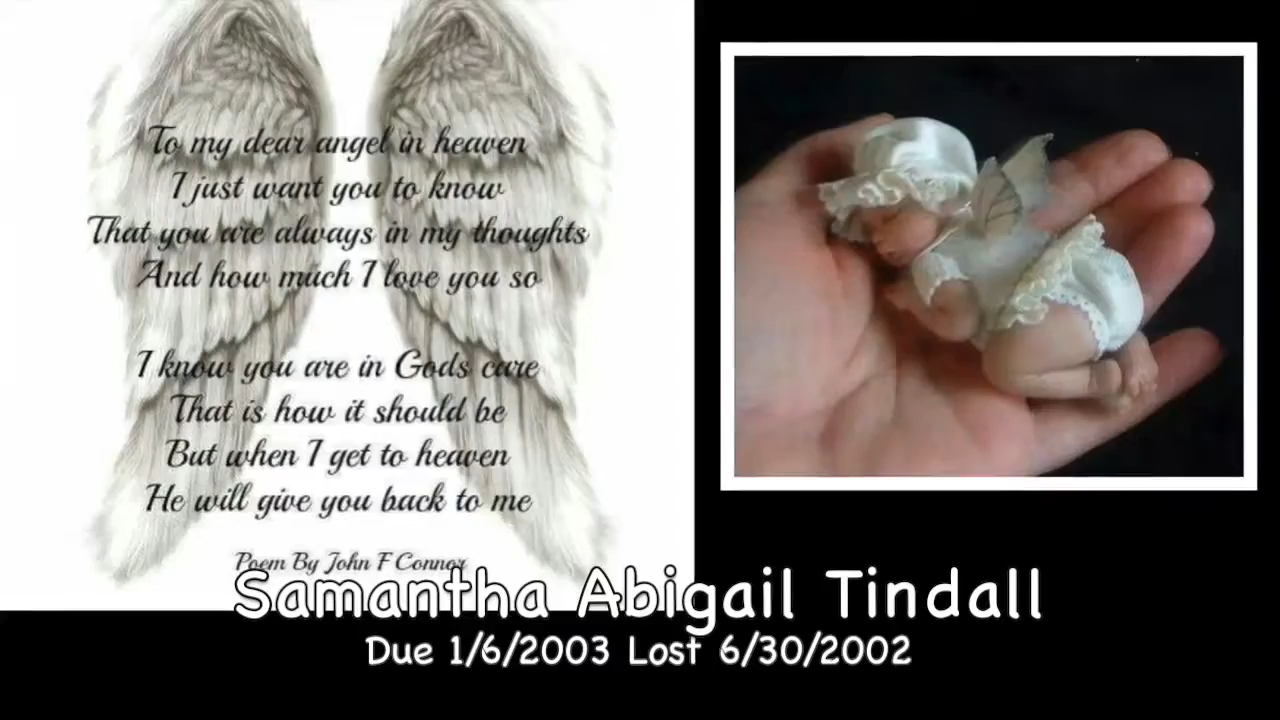 To my dear angel in heaven
I just want you to know
That you are always in my thoughts
And how much I love you so
I know you are in Gods care
That is how it should be
But when I get to heaven
He will give you back to me
Poem By John F Connor
Samantha Abigail Tindall
Due 1/6/2003 Lost 6/30/2002